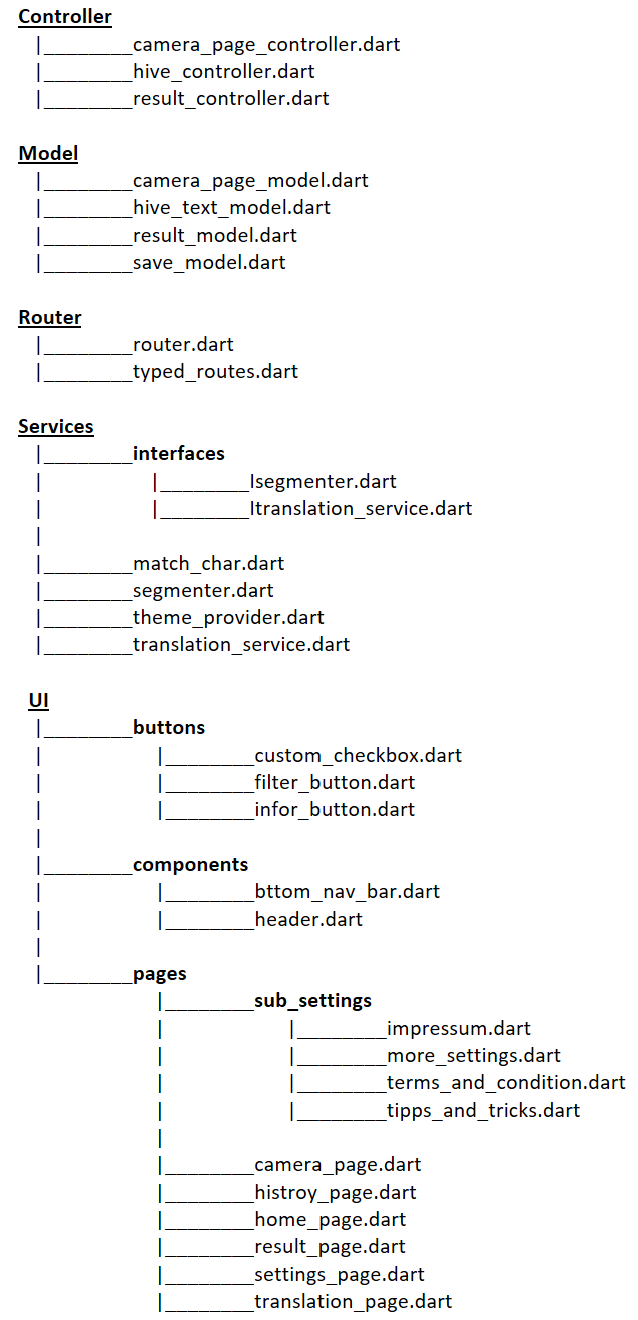 Controller
|________camera_page_controller.dart
|________hive_controller.dart
|________result_controller.dart
Model
|________camera_page_model.dart
|________hive_text_model.dart
|________result_model.dart
|________save_model.dart
Router
|________router.dart
|________typed_routes.dart
Services
|________interfaces
| |________Isegmenter.dart
| |________Itranslation_service.dart
|
|________match_char.dart
|________segmenter.dart
|________theme_provider.dart
|________translation_service.dart
UI
|________buttons
| |________custom_checkbox.dart
| |________filter_button.dart
| |________infor_button.dart
|
|________components
| |________bttom_nav_bar.dart
| |________header.dart
|
|________pages
|________sub_settings
| |________impressum.dart
| |________more_settings.dart
| |________terms_and_condition.dart
| |________tipps_and_tricks.dart
|
|________camera_page.dart
|________histroy_page.dart
|________home_page.dart
|________result_page.dart
|________settings_page.dart
|________translation_page.dart